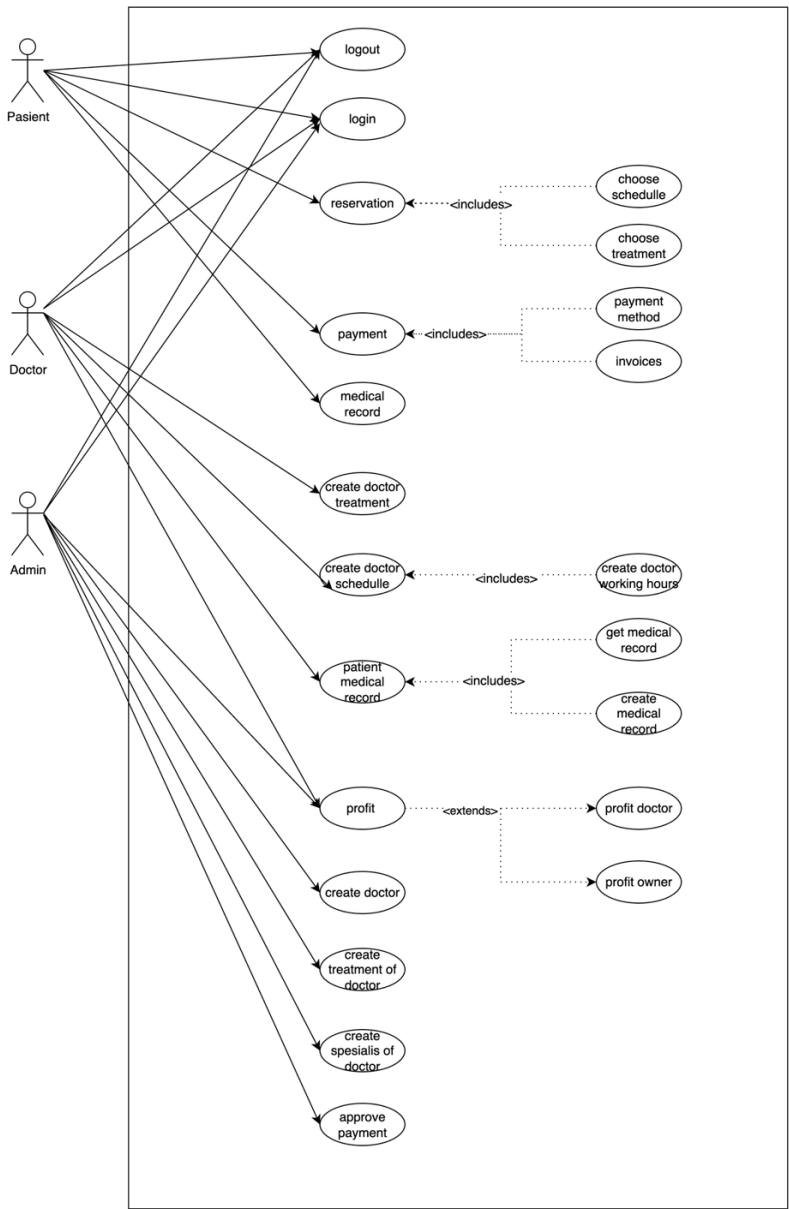 logout
Pasient
login
reservation
<includes>
choose
schedulle
choose
treatment
Doctor
payment
<includes>
payment
method
invoices
medical
record
Admin
create doctor
treatment
create doctor
schedulle
<includes>
create doctor
working hours
patient
medical
record
<includes>
get medical
record
create
medical
record
profit
<extends>
profit doctor
profit owner
create doctor
create
treatment of
doctor
create
spesialis of
doctor
approve
payment